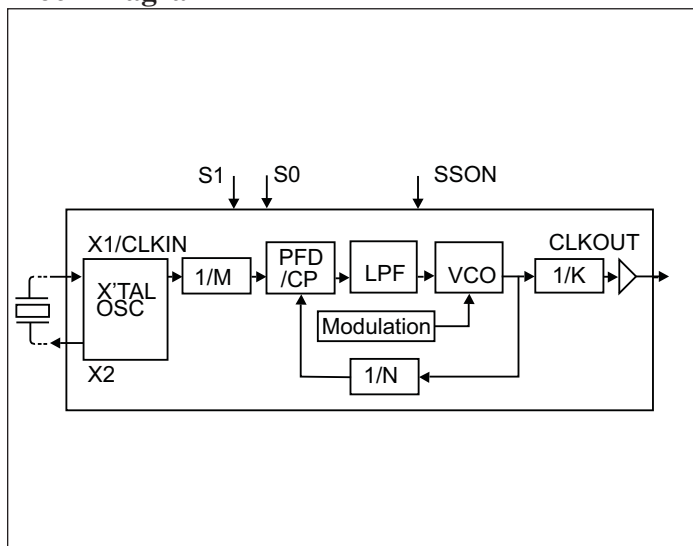 S1
S0
SSON
X1/CLKIN
CLKOUT
X'TAL
OSC
1/M
PFD
/CP
LPF
VCO
1/K
Modulation
1/N
X2